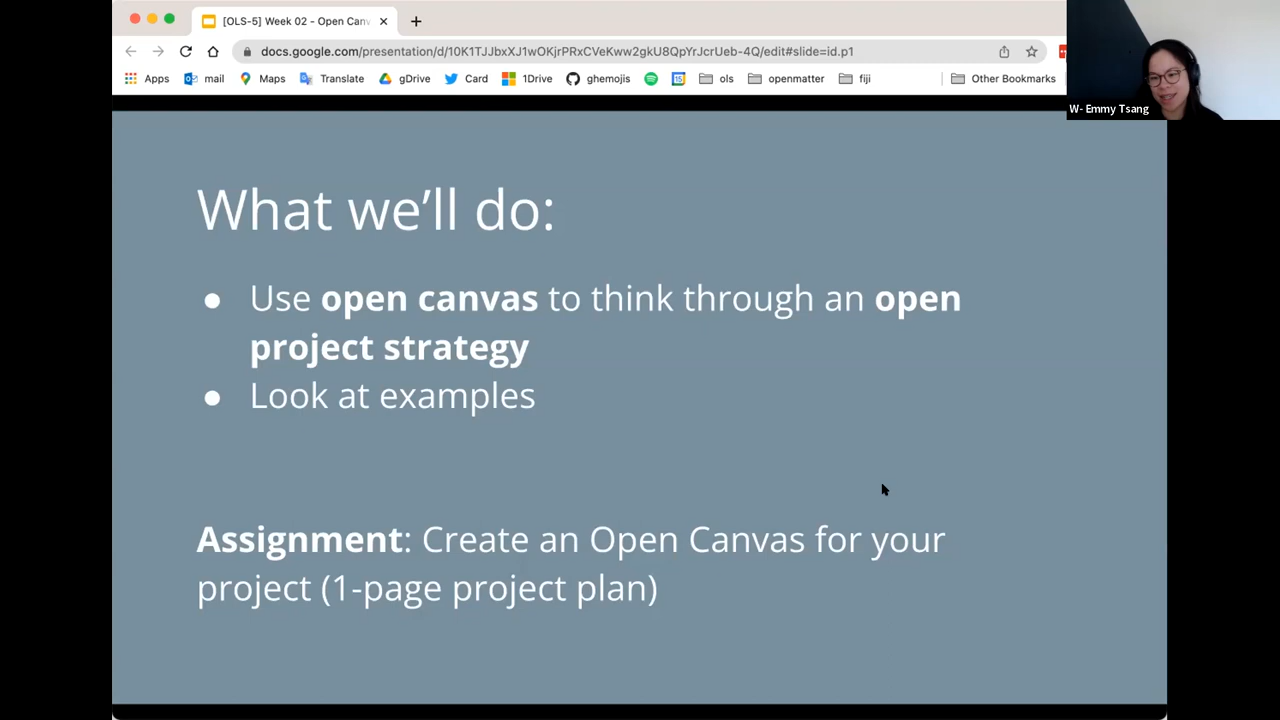 [OLS-5] Week 02 - Open Canv
docs.google.com/presentation/d/10K1TJJbxXJ1wOKjrPRxCVeKww2gkU8QpYrJcrUeb-4Q/edit#slide=id.p1
Apps mail Maps Translate gDrive Card 1Drive ghemojis 15 ols openmatter fiji Other Bookmarks
W- Emmy Tsang
What we’ll do:
● Use open canvas to think through an open
project strategy
● Look at examples
Assignment: Create an Open Canvas for your
project (1-page project plan)